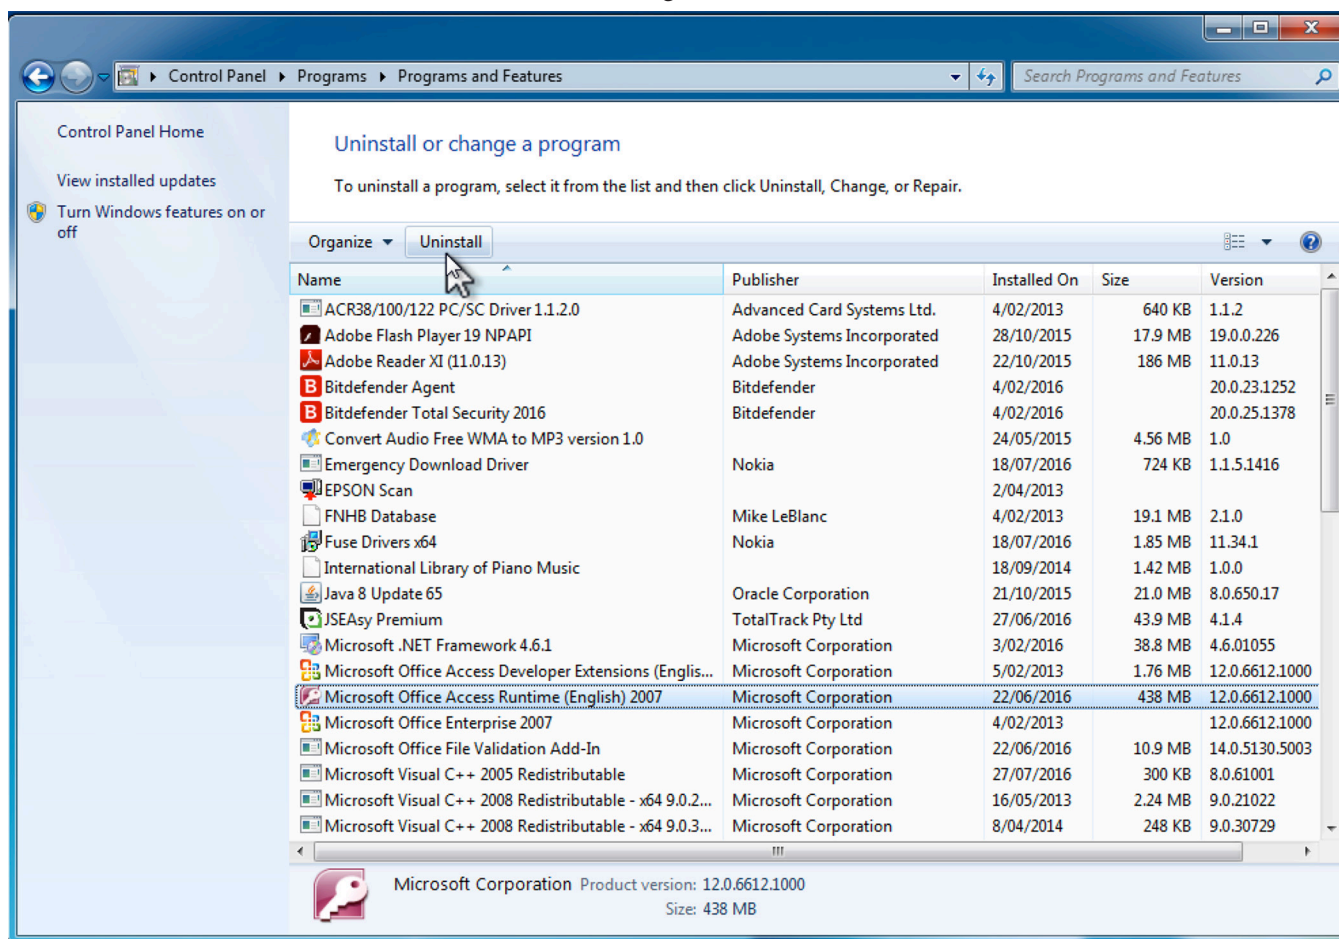 Control Panel Programs Programs and Features Search Programs and Features
Control Panel Home
View installed updates
Turn Windows features on or
off
Uninstall or change a program
To uninstall a program, select it from the list and then click Uninstall, Change, or Repair.
Organize Uninstall
Name Publisher Installed On Size Version
ACR38/100/122 PC/SC Driver 1.1.2.0 Advanced Card Systems Ltd. 4/02/2013 640 KB 1.1.2
Adobe Flash Player 19 NPAPI Adobe Systems Incorporated 28/10/2015 17.9 MB 19.0.0.226
Adobe Reader XI (11.0.13) Adobe Systems Incorporated 22/10/2015 186 MB 11.0.13
B Bitdefender Agent Bitdefender 4/02/2016 20.0.23.1252
B Bitdefender Total Security 2016 Bitdefender 4/02/2016 20.0.25.1378
Convert Audio Free WMA to MP3 version 1.0 24/05/2015 4.56 MB 1.0
Emergency Download Driver Nokia 18/07/2016 724 KB 1.1.5.1416
EPSON Scan 2/04/2013
FNHB Database Mike LeBlanc 4/02/2013 19.1 MB 2.1.0
Fuse Drivers x64 Nokia 18/07/2016 1.85 MB 11.34.1
International Library of Piano Music 18/09/2014 1.42 MB 1.0.0
Java 8 Update 65 Oracle Corporation 21/10/2015 21.0 MB 8.0.650.17
JSEAsy Premium TotalTrack Pty Ltd 27/06/2016 43.9 MB 4.1.4
Microsoft .NET Framework 4.6.1 Microsoft Corporation 3/02/2016 38.8 MB 4.6.01055
Microsoft Office Access Developer Extensions (Englis... Microsoft Corporation 5/02/2013 1.76 MB 12.0.6612.1000
Microsoft Office Access Runtime (English) 2007 Microsoft Corporation 22/06/2016 438 MB 12.0.6612.1000
Microsoft Office Enterprise 2007 Microsoft Corporation 4/02/2013 12.0.6612.1000
Microsoft Office File Validation Add-In Microsoft Corporation 22/06/2016 10.9 MB 14.0.5130.5003
Microsoft Visual C++ 2005 Redistributable Microsoft Corporation 27/07/2016 300 KB 8.0.61001
Microsoft Visual C++ 2008 Redistributable - x64 9.0.2... Microsoft Corporation 16/05/2013 2.24 MB 9.0.21022
Microsoft Visual C++ 2008 Redistributable - x64 9.0.3... Microsoft Corporation 8/04/2014 248 KB 9.0.30729
Microsoft Corporation Product version: 12.0.6612.1000
Size: 438 MB